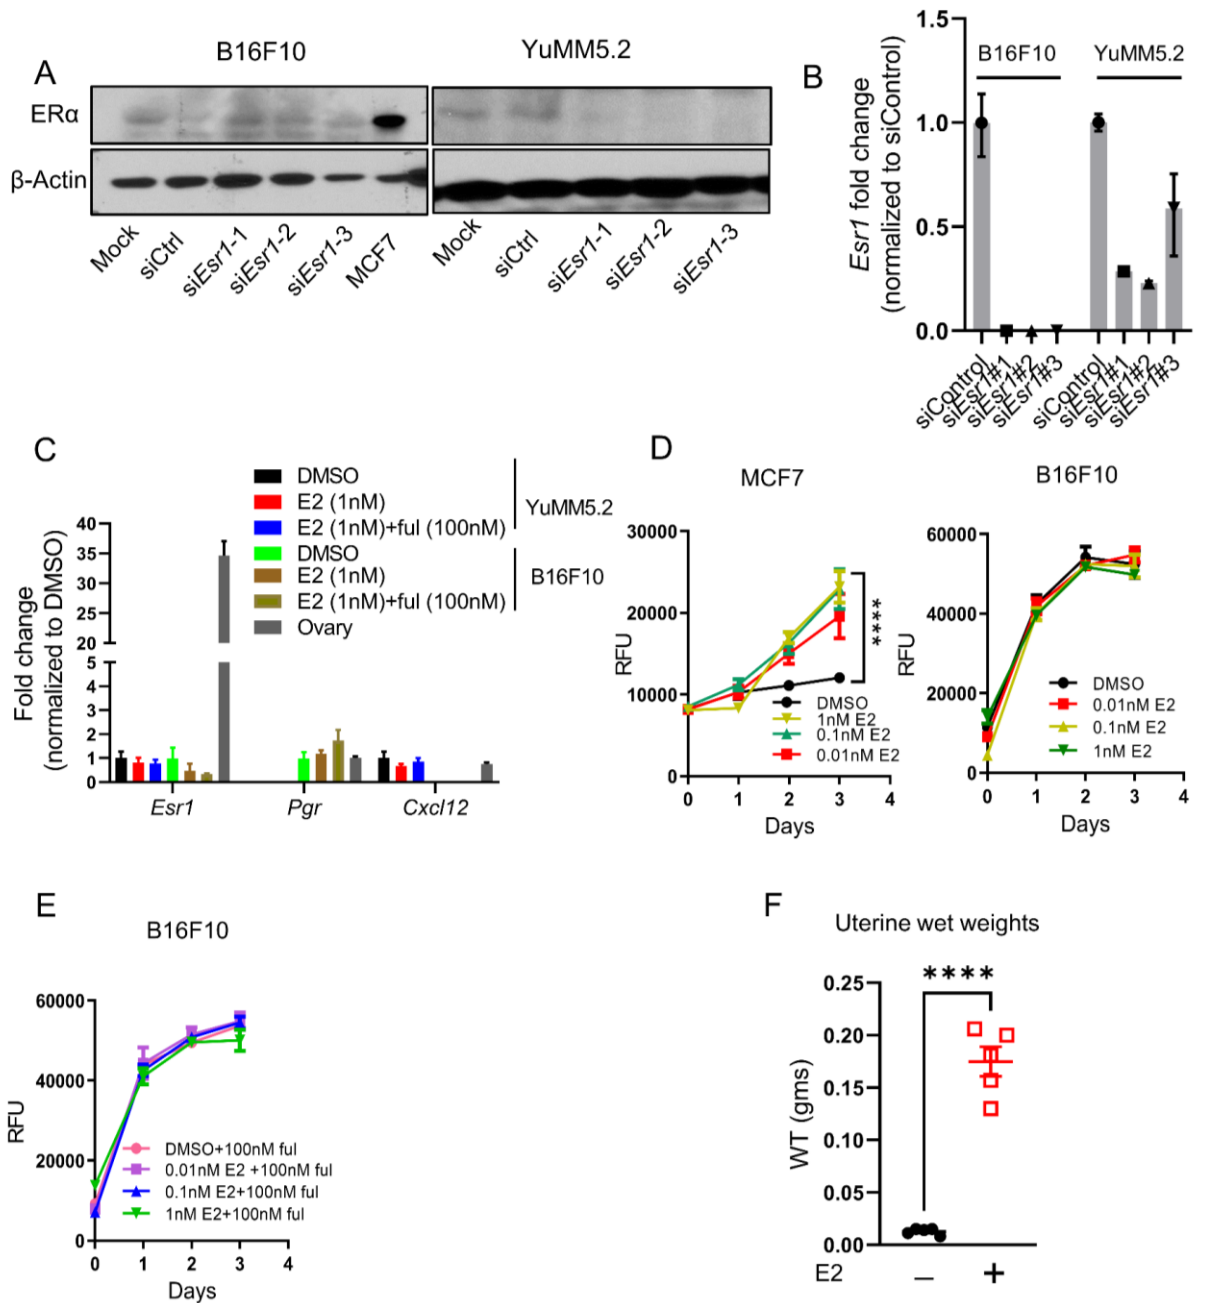 A
B16F10
YuMM5.2
ERα
β-Actin
Mock
siCtrl
siEsr1-1
siEsr1-2
siEsr1-3
MCF7
Mock
siCtrl
siEsr1-1
siEsr1-2
siEsr1-3
B
Esr1 fold change
(normalized to siControl)
1.5
1.0
0.5
0.0
B16F10
YuMM5.2
siControl
siEsr1#1
siEsr1#2
siEsr1#3
siControl
siEsr1#1
siEsr1#2
siEsr1#3
C
DMSO
E2 (1nM)
E2 (1nM)+ful (100nM)
YuMM5.2
DMSO
E2 (1nM)
E2 (1nM)+ful (100nM)
B16F10
Ovary
Fold change
(normalized to DMSO)
40
35
30
25
20
5
4
3
2
1
0
Esr1
Pgr
Cxcl12
D
MCF7
RFU
30000
20000
10000
0
****
DMSO
1nM E2
0.1nM E2
0.01nM E2
0 1 2 3 4
Days
B16F10
RFU
60000
40000
20000
0
DMSO
0.01nM E2
0.1nM E2
1nM E2
0 1 2 3 4
Days
E
B16F10
RFU
60000
40000
20000
0
DMSO+100nM ful
0.01nM E2 +100nM ful
0.1nM E2+100nM ful
1nM E2+100nM ful
0 1 2 3 4
Days
F
Uterine wet weights
****
WT (gms)
0.25
0.20
0.15
0.10
0.05
0.00
E2 – +